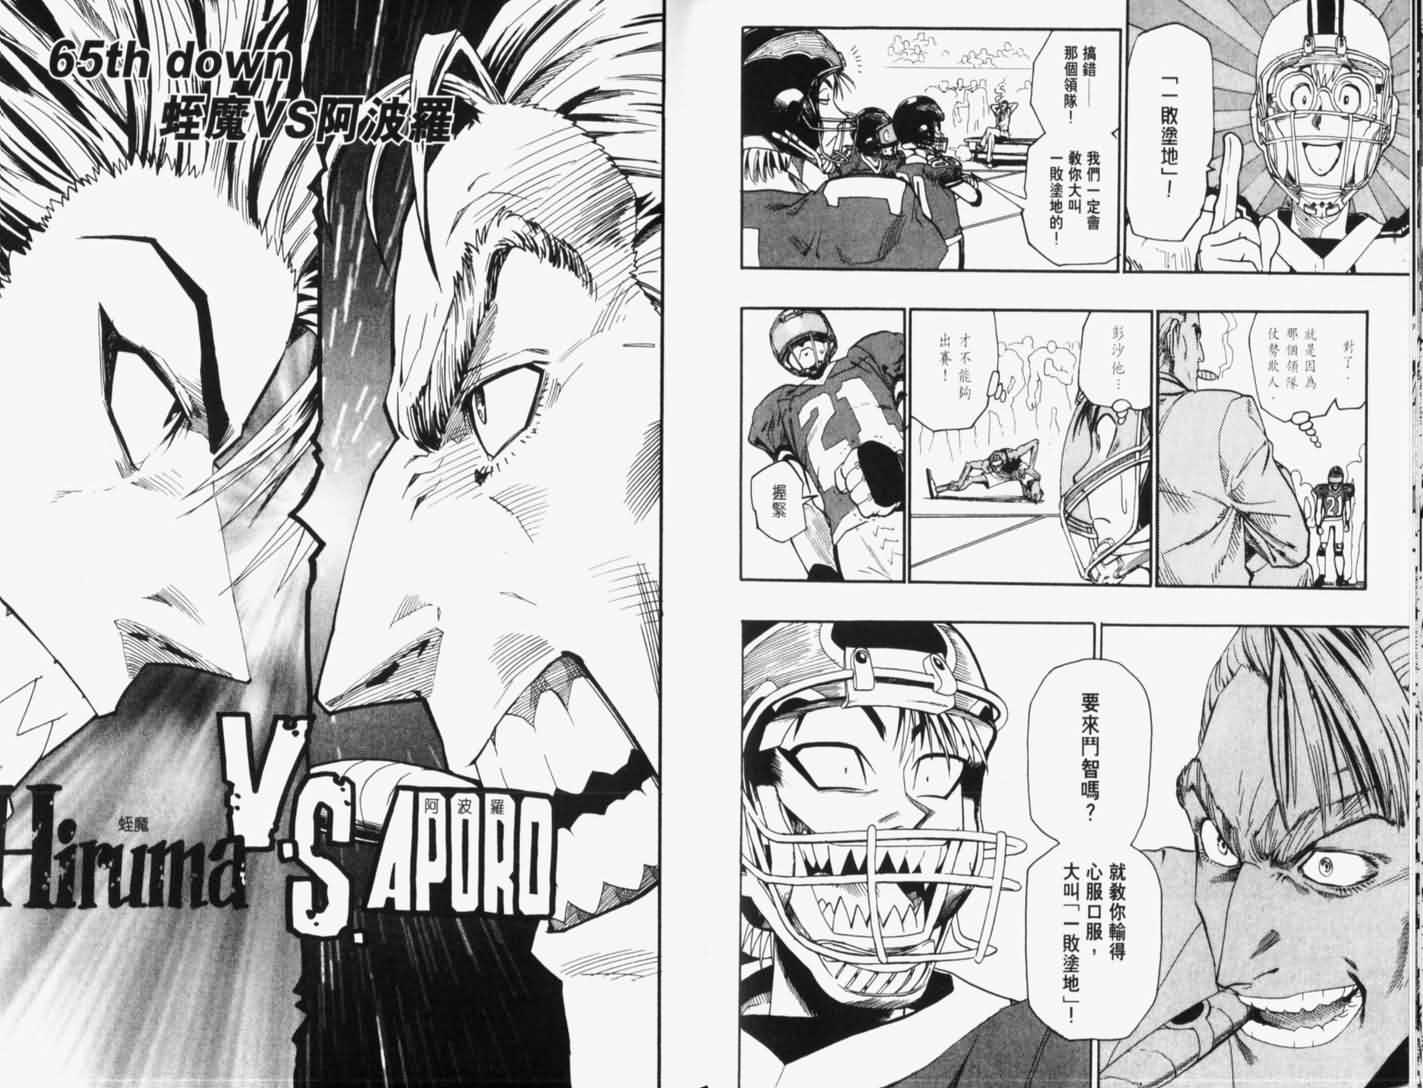 「一敗塗地」！
搞錯——
那個領隊！
我們一定會
教你大叫
一敗塗地的！
對了．
就是因為
那個領隊
仗勢欺人．
彭沙他…
才不能夠
出賽！
21
21
握緊
要來鬥智嗎？
就教你輸得
心服口服，
大叫「一敗塗地」！
65th down
蛭魔VS阿波羅
Hiruma
蛭魔
V.S.
APORO
阿波羅